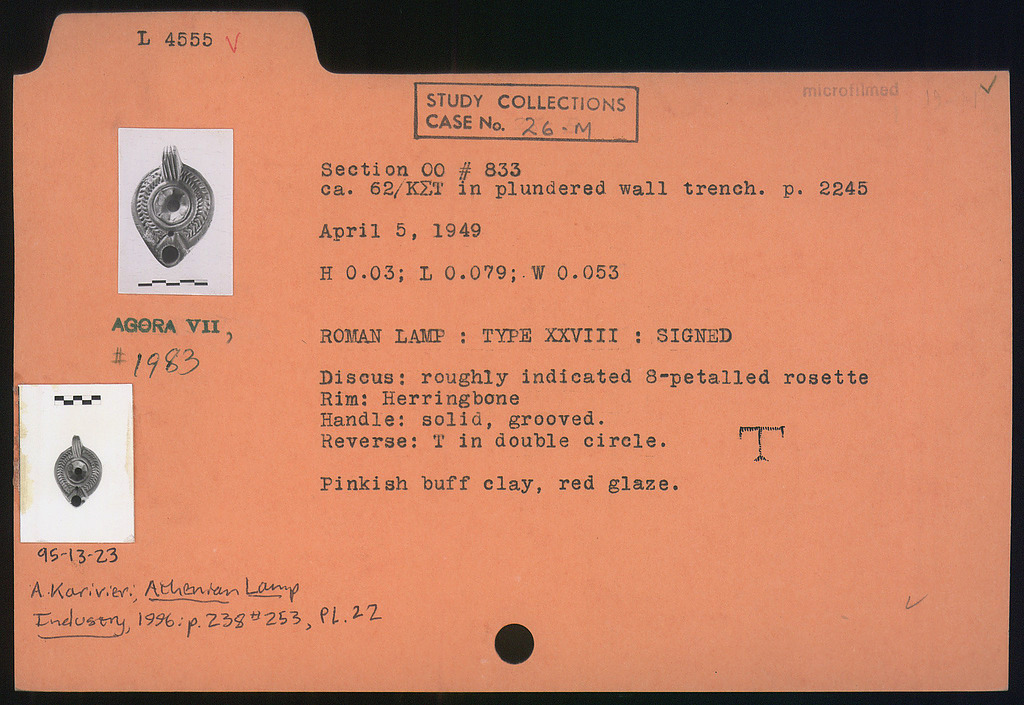 L 4555 V
microfilmed
STUDY COLLECTIONS
CASE No. 26-M
Section OO # 833
ca. 62/ΚΣΤ in plundered wall trench. p. 2245
April 5, 1949
H 0.03; L 0.079; W 0.053
AGORA VII,
#1983
ROMAN LAMP : TYPE XXVIII : SIGNED
Discus: roughly indicated 8-petalled rosette
Rim: Herringbone
Handle: solid, grooved.
Reverse: T in double circle.
T
Pinkish buff clay, red glaze.
95-13-23
A. Karivieri, Athenian Lamp
Industry, 1996: p. 238 #253, Pl. 22